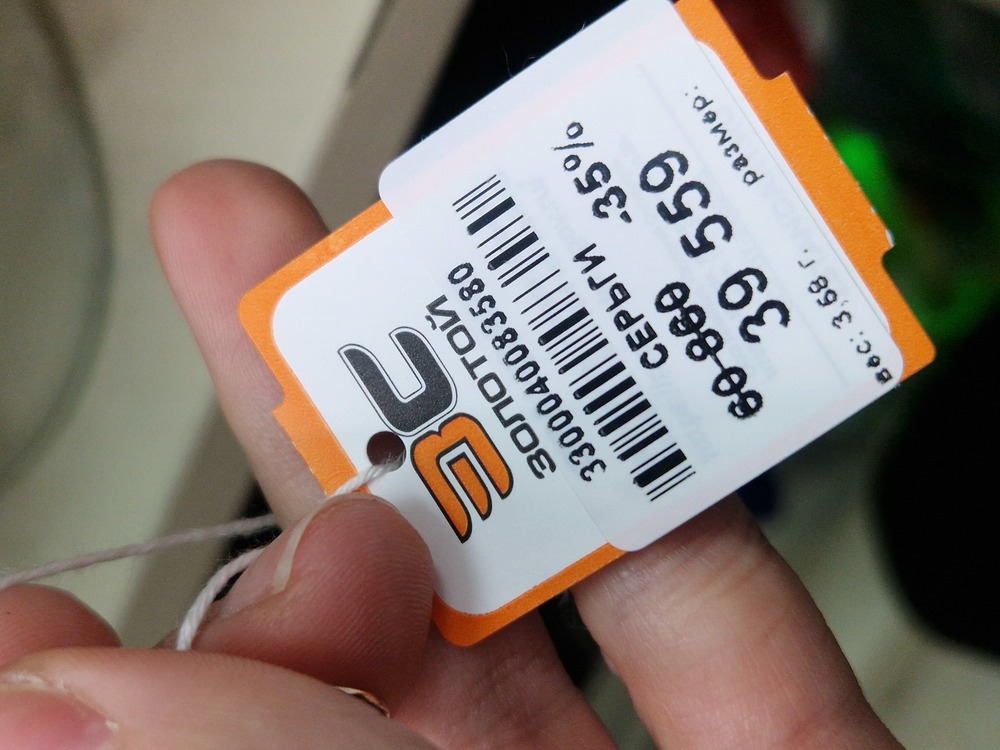 ЗС
ЗОЛОТОЙ
3300040083580
СЕРЬГИ -35%
60 860
39 559
Вес: 3,68 г. размер: